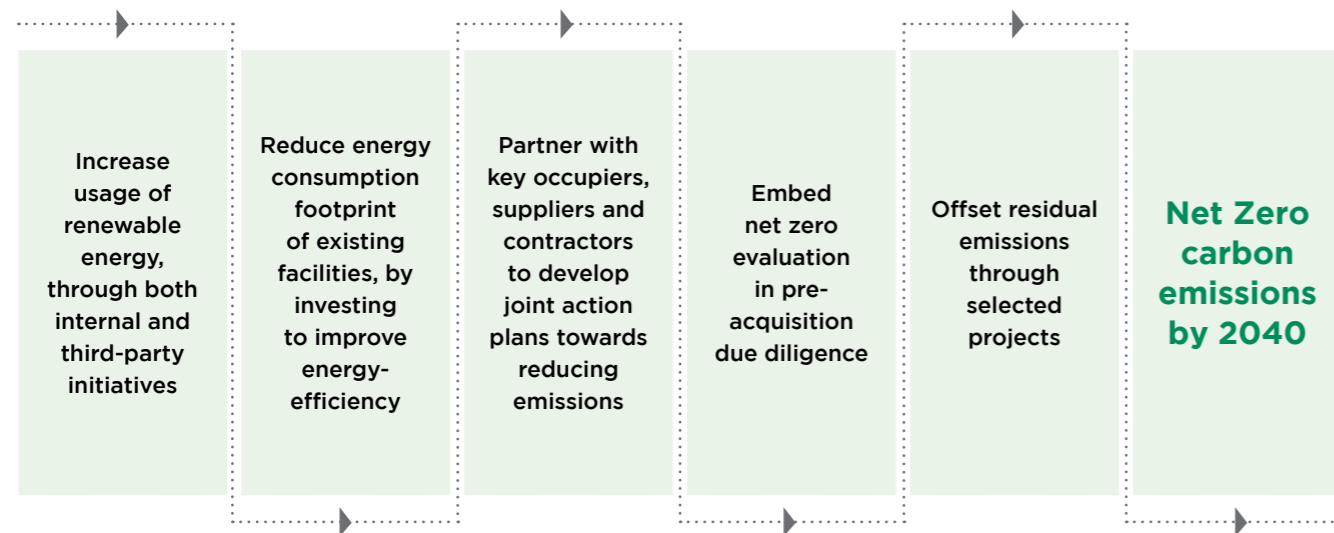 Increase
usage of
renewable
energy,
through both
internal and
third-party
initiatives
Reduce energy
consumption
footprint
of existing
facilities, by
investing
to improve
energy-
efficiency
Partner with
key occupiers,
suppliers and
contractors
to develop
joint action
plans towards
reducing
emissions
Embed
net zero
evaluation
in pre-
acquisition
due diligence
Offset residual
emissions
through
selected
projects
Net Zero
carbon
emissions
by 2040